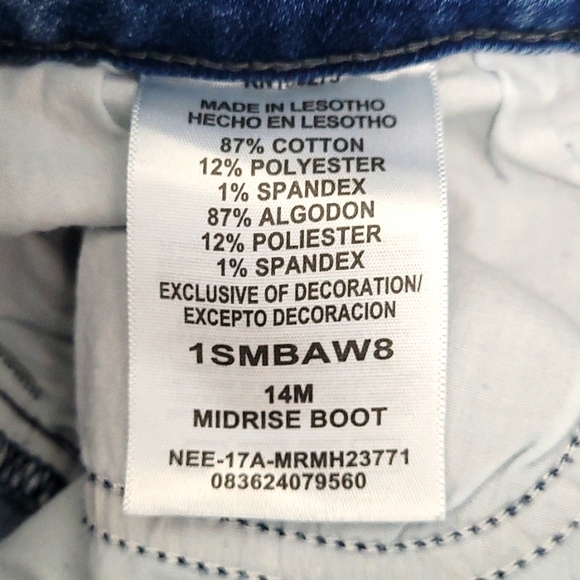 MADE IN LESOTHO
HECHO EN LESOTHO
87% COTTON
12% POLYESTER
1% SPANDEX
87% ALGODON
12% POLIESTER
1% SPANDEX
EXCLUSIVE OF DECORATION/
EXCEPTO DECORACION
1SMBAW8
14M
MIDRISE BOOT
NEE-17A-MRMH23771
083624079560